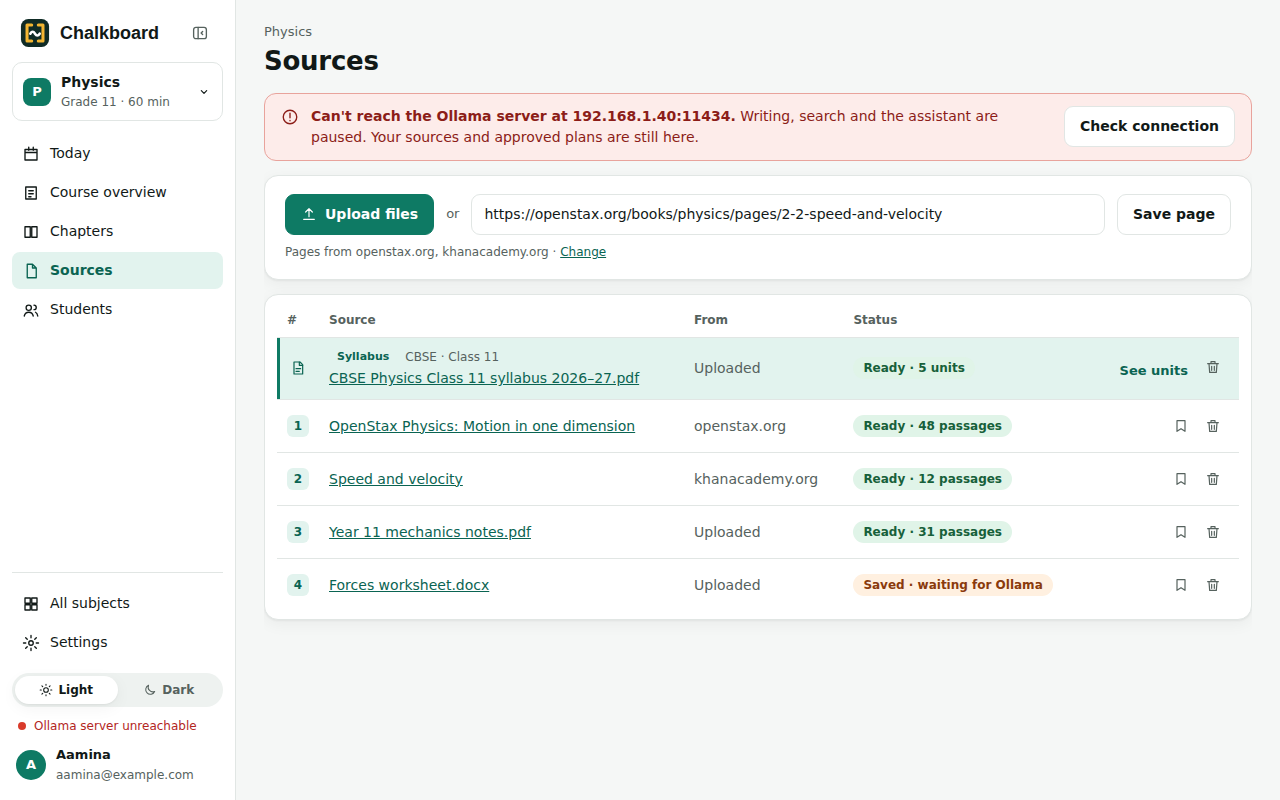 Chalkboard
P
Physics
Grade 11 · 60 min
Today
Course overview
Chapters
Sources
Students
All subjects
Settings
Light
Dark
Ollama server unreachable
A
Aamina
aamina@example.com
Physics
Sources
Can't reach the Ollama server at 192.168.1.40:11434. Writing, search and the assistant are
paused. Your sources and approved plans are still here.
Check connection
Upload files
or
https://openstax.org/books/physics/pages/2-2-speed-and-velocity
Save page
Pages from openstax.org, khanacademy.org · Change
# Source From Status
Syllabus CBSE · Class 11
CBSE Physics Class 11 syllabus 2026–27.pdf
Uploaded
Ready · 5 units
See units
1 OpenStax Physics: Motion in one dimension openstax.org Ready · 48 passages
2 Speed and velocity khanacademy.org Ready · 12 passages
3 Year 11 mechanics notes.pdf Uploaded Ready · 31 passages
4 Forces worksheet.docx Uploaded Saved · waiting for Ollama